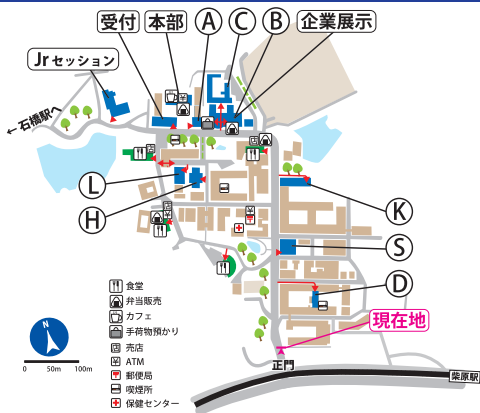 受付 本部 A C B 企業展示
Jrセッション
← 石橋駅へ
L
H
K
S
D
現在地
正門
柴原駅
食堂
弁当販売
カフェ
手荷物預かり
売店
ATM
郵便局
喫煙所
保健センター
N
0 50m 100m